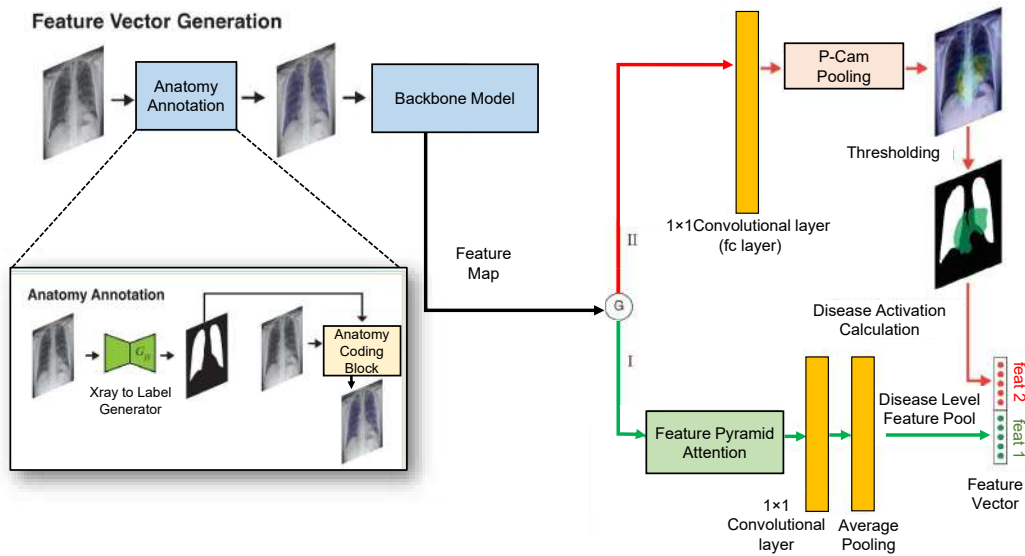 Feature Vector Generation
Anatomy
Annotation
Backbone Model
P-Cam
Pooling
Thresholding
1×1Convolutional layer
(fc layer)
II
Feature
Map
G
I
Anatomy Annotation
Xray to Label
Generator
Anatomy
Coding
Block
Disease Activation
Calculation
feat 2
Disease Level
Feature Pool
feat 1
Feature Pyramid
Attention
Feature
Vector
1×1
Convolutional
layer
Average
Pooling